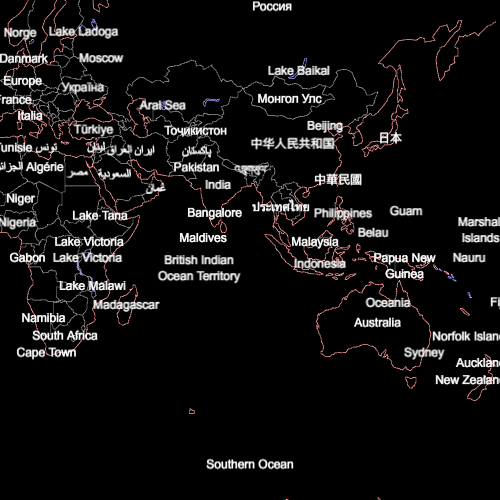 Россия
Norge
Lake Ladoga
Danmark
Moscow
Lake Baikal
Europe
Україна
France
Монгол Улс
Aral Sea
Italia
Türkiye
Точикистон
Beijing
日本
中华人民共和国
Tunisie تونس
لبنان
ایران
العراق
پاکستان
Algérie
Pakistan
مصر
السعودية
中華民國
India
عُمان
Niger
ประเทศไทย
Lake Tana
Bangalore
Philippines
Guam
Nigeria
Belau
Marshal
Islands
Lake Victoria
Maldives
Malaysia
Gabon
Lake Victoria
British Indian
Ocean Territory
Indonesia
Papua New
Guinea
Nauru
Lake Malawi
Madagascar
Oceania
Fi
Namibia
Australia
South Africa
Norfolk Island
Cape Town
Sydney
Auckland
New Zealand
Southern Ocean